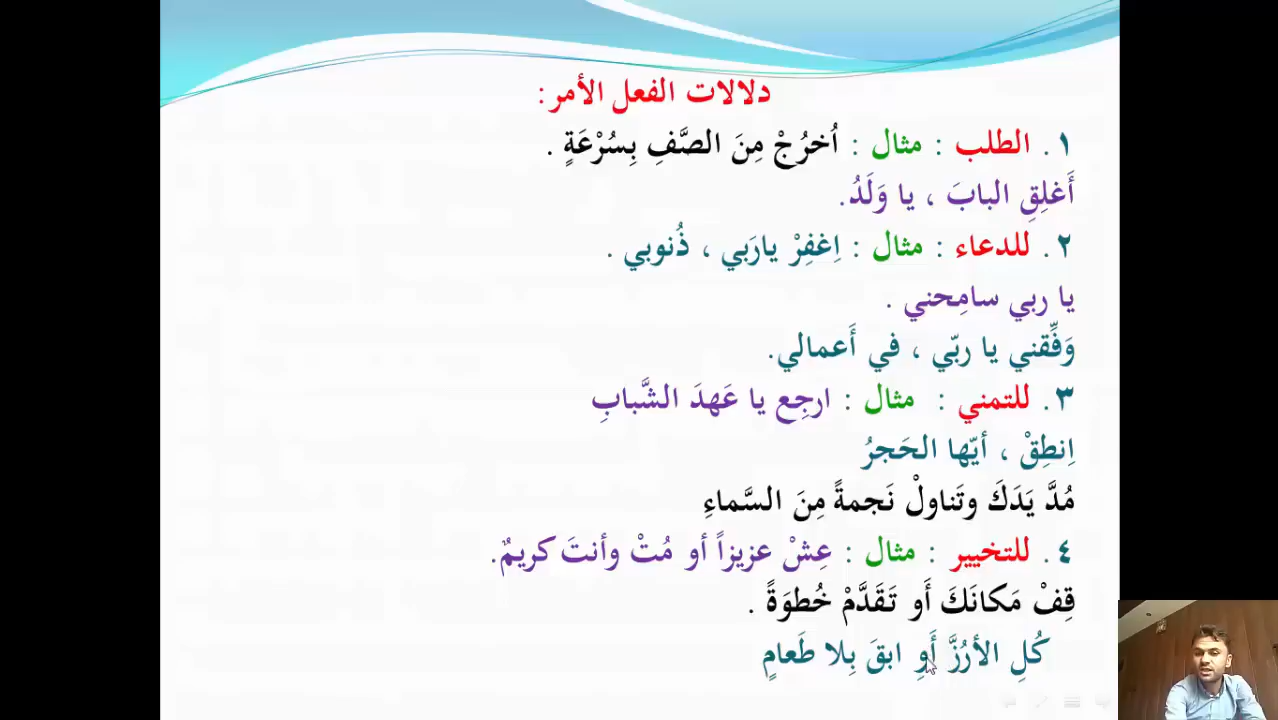 دلالات الفعل الأمر:
١. الطلب : مثال : اُخرُجْ مِنَ الصَّفِ بِسُرْعَةٍ .
أَغلِقِ البابَ ، يا وَلَدُ.
٢. للدعاء : مثال : اِغفِرْ يارَبي ، ذُنوبي .
يا ربي سامِحني .
وَفِّقني يا ربّي ، في أَعمالي.
٣. للتمني : مثال : ارجِع يا عَهدَ الشَّبابِ
اِنطِقْ ، أيّها الحَجرُ
مُدَّ يَدَكَ وتَناولْ نَجمةً مِنَ السَّماءِ
٤. للتخيير : مثال : عِشْ عزيزاً أو مُتْ وأنتَ كريمٌ.
قِفْ مَكانَكَ أَو تَقَدَّمْ خُطوَةً .
كُلِ الأرُزَّ أَوِ ابقَ بِلا طَعامٍ